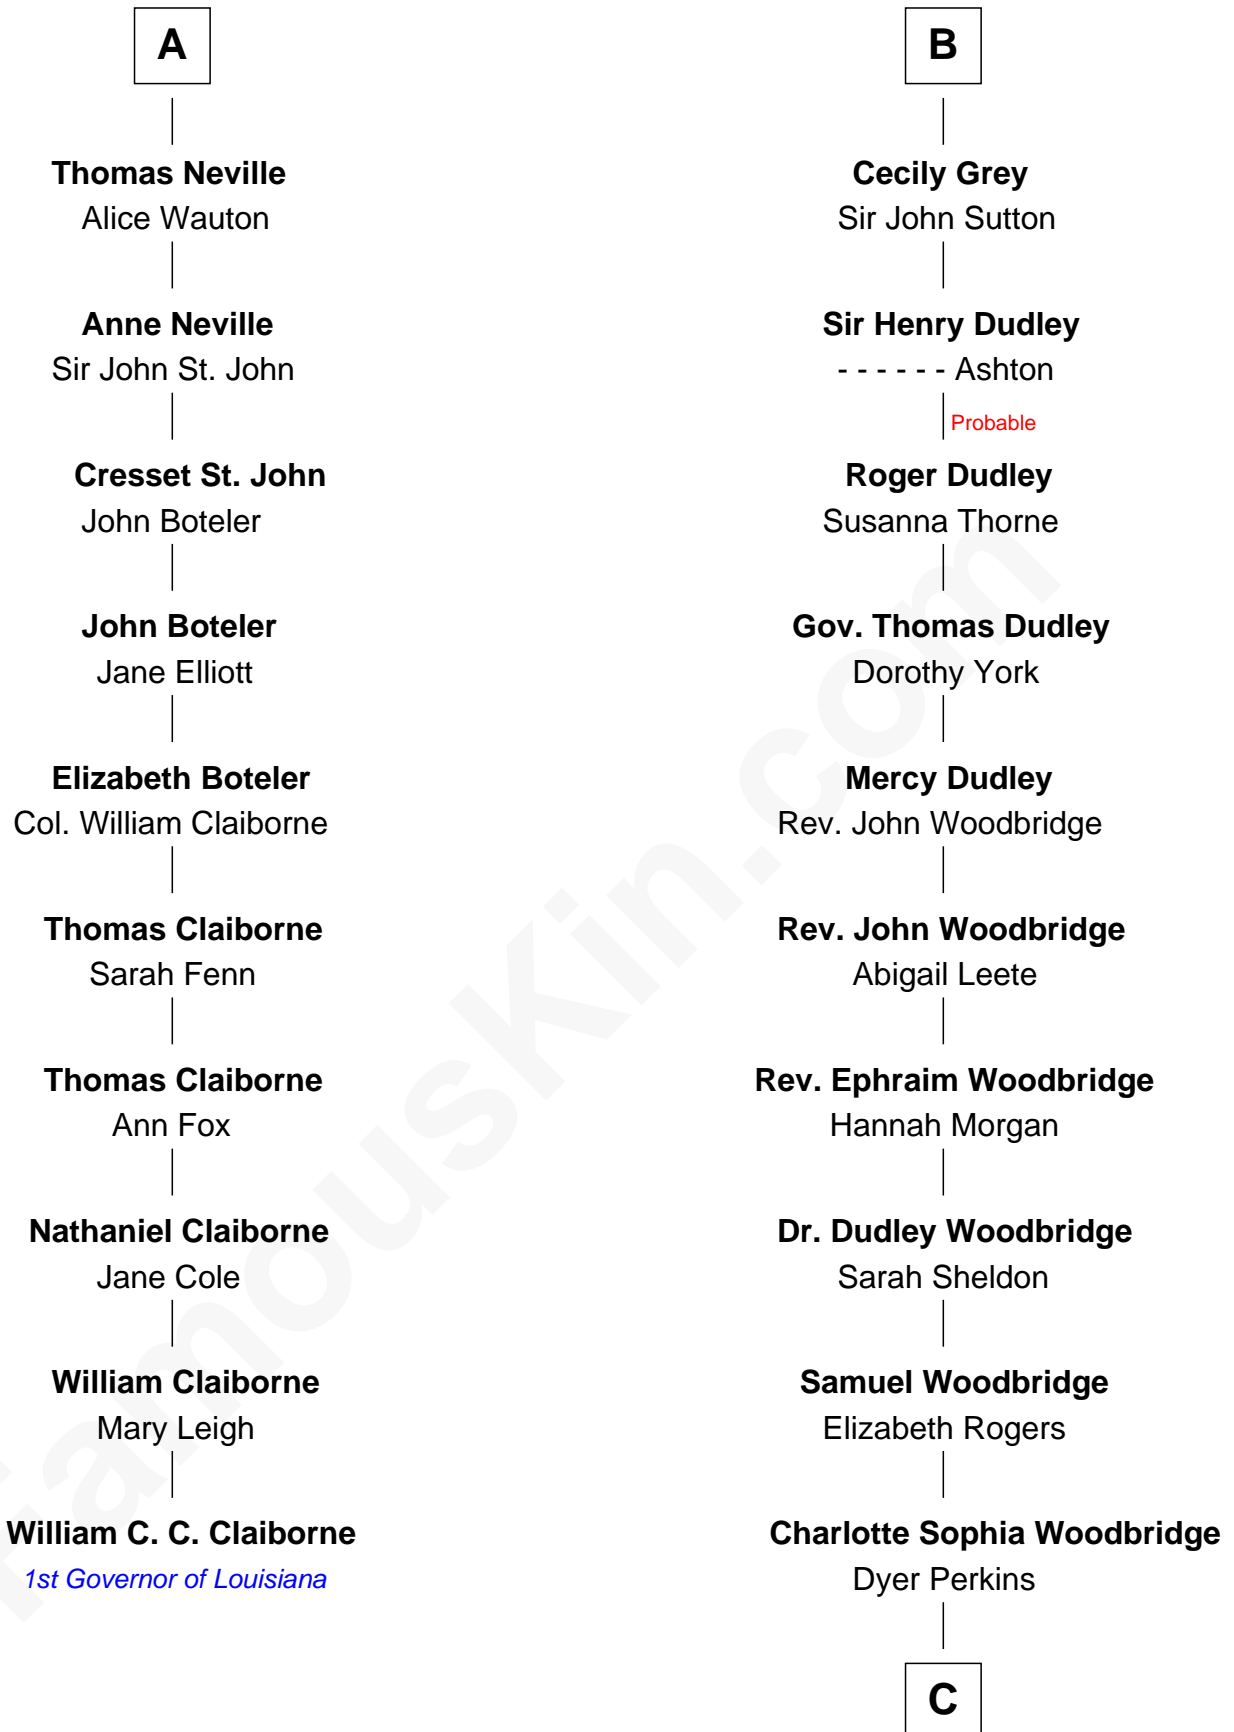 A
Thomas Neville
Alice Wauton
Anne Neville
Sir John St. John
Cresset St. John
John Boteler
John Boteler
Jane Elliott
Elizabeth Boteler
Col. William Claiborne
Thomas Claiborne
Sarah Fenn
Thomas Claiborne
Ann Fox
Nathaniel Claiborne
Jane Cole
William Claiborne
Mary Leigh
William C. C. Claiborne
1st Governor of Louisiana
B
Cecily Grey
Sir John Sutton
Sir Henry Dudley
- - - - - - Ashton
Probable
Roger Dudley
Susanna Thorne
Gov. Thomas Dudley
Dorothy York
Mercy Dudley
Rev. John Woodbridge
Rev. John Woodbridge
Abigail Leete
Rev. Ephraim Woodbridge
Hannah Morgan
Dr. Dudley Woodbridge
Sarah Sheldon
Samuel Woodbridge
Elizabeth Rogers
Charlotte Sophia Woodbridge
Dyer Perkins
C
FamousKin.com